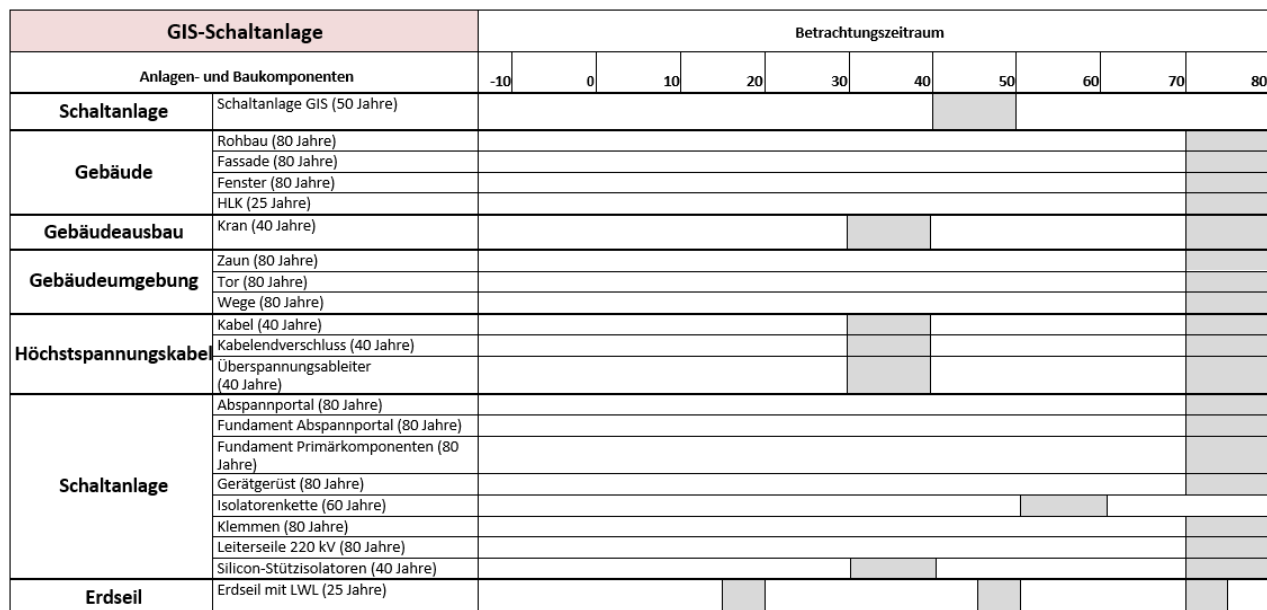 GIS-Schaltanlage
Betrachtungszeitraum
Anlagen- und Baukomponenten
-10 0 10 20 30 40 50 60 70 80
Schaltanlage
Schaltanlage GIS (50 Jahre)
Gebäude
Rohbau (80 Jahre)
Fassade (80 Jahre)
Fenster (80 Jahre)
HLK (25 Jahre)
Gebäudeausbau
Kran (40 Jahre)
Gebäudeumgebung
Zaun (80 Jahre)
Tor (80 Jahre)
Wege (80 Jahre)
Höchstspannungskabel
Kabel (40 Jahre)
Kabelendverschluss (40 Jahre)
Überspannungsableiter
(40 Jahre)
Schaltanlage
Abspannportal (80 Jahre)
Fundament Abspannportal (80 Jahre)
Fundament Primärkomponenten (80
Jahre)
Gerätgerüst (80 Jahre)
Isolatorenkette (60 Jahre)
Klemmen (80 Jahre)
Leiterseile 220 kV (80 Jahre)
Silicon-Stützisolatoren (40 Jahre)
Erdseil
Erdseil mit LWL (25 Jahre)